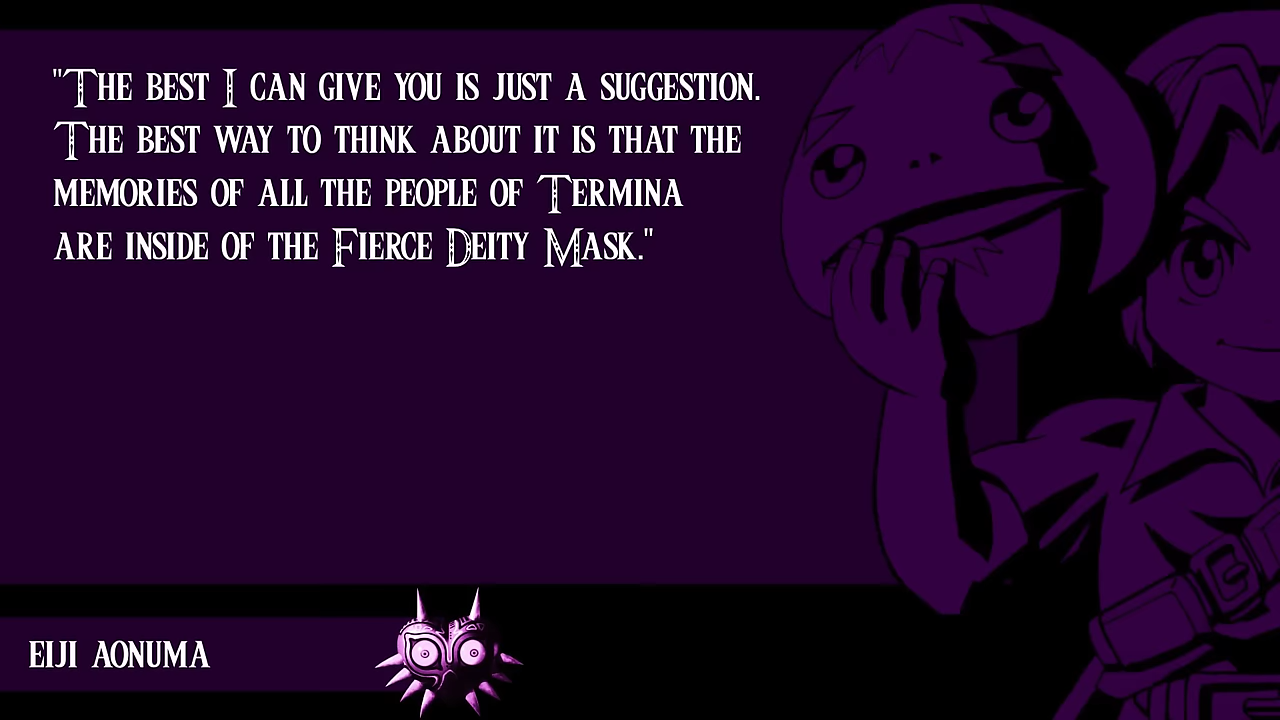 "The best I can give you is just a suggestion.
The best way to think about it is that the
memories of all the people of Termina
are inside of the Fierce Deity Mask."
EIJI AONUMA